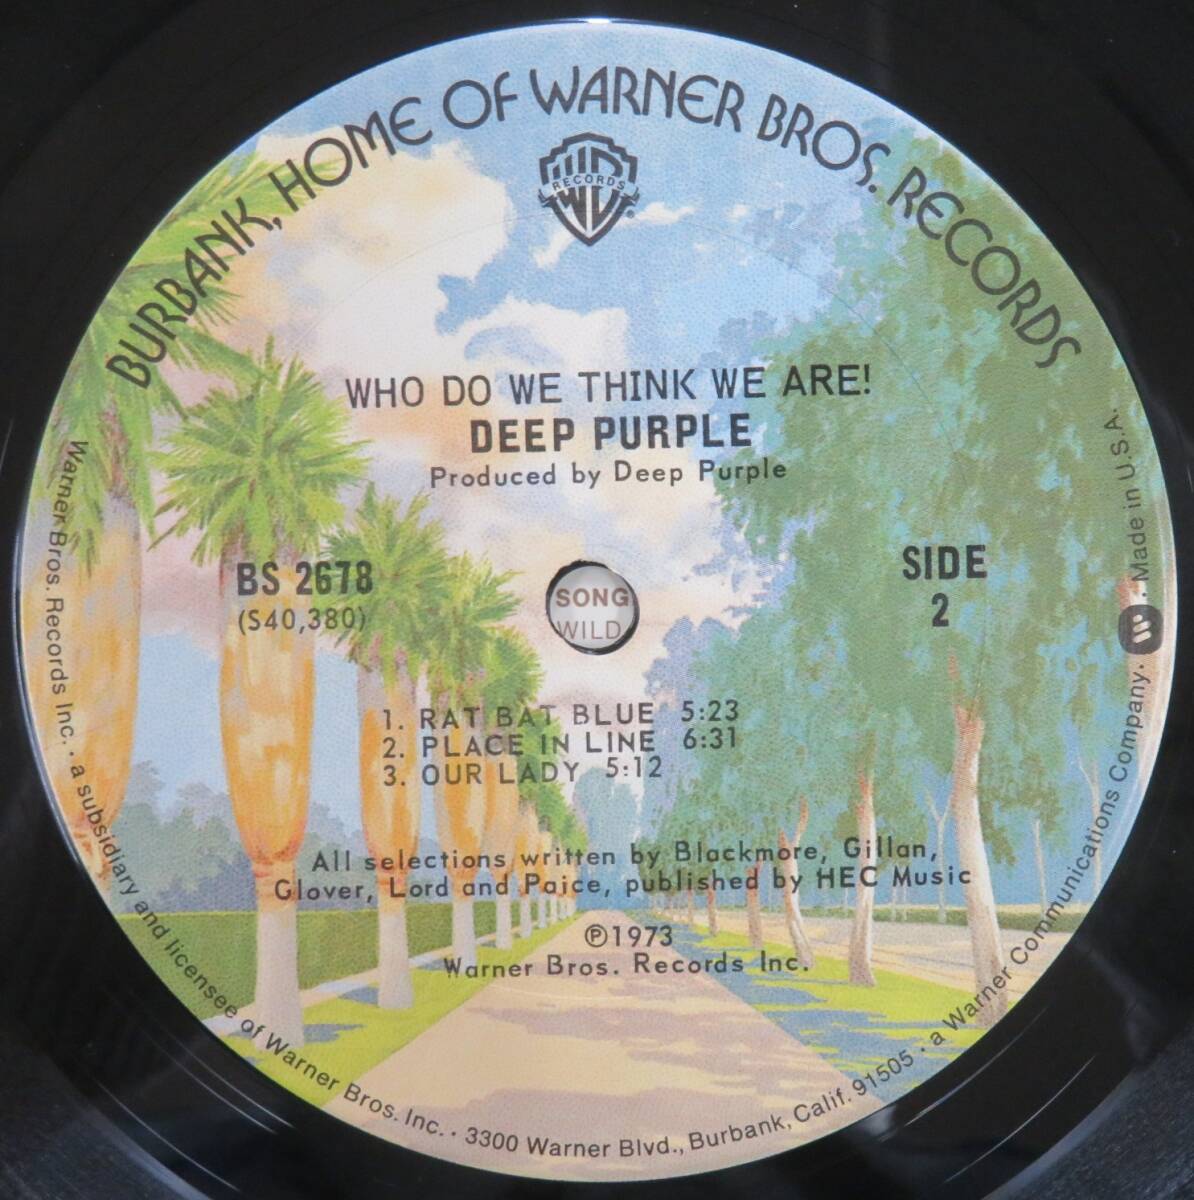 BURBANK, HOME OF WARNER BROS. RECORDS
RECORDS
WHO DO WE THINK WE ARE!
DEEP PURPLE
Produced by Deep Purple
BS 2678
(S40,380)
SIDE
2
SONG
WILD
1. RAT BAT BLUE 5:23
2. PLACE IN LINE 6:31
3. OUR LADY 5:12
All selections written by Blackmore, Gillan,
Glover, Lord and Paice, published by HEC Music
℗1973
Warner Bros. Records Inc.
Warner Bros. Records Inc. · a subsidiary and licensee of Warner Bros. Inc. · 3300 Warner Blvd., Burbank, Calif. 91505 · a Warner Communications Company. W . Made in U.S.A.